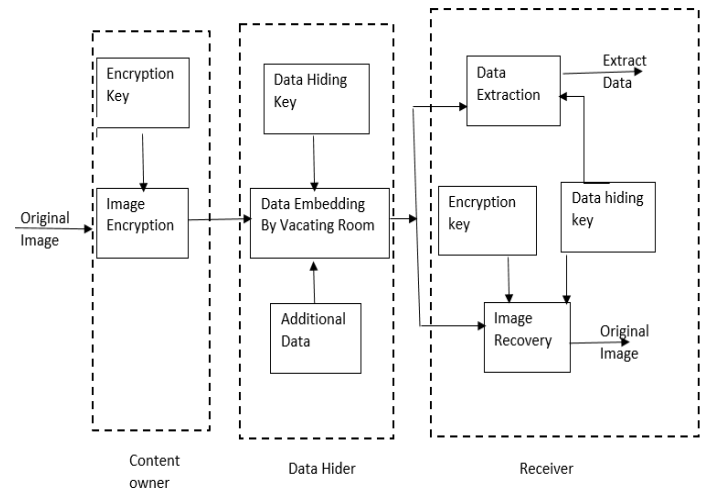 Encryption
Key
Original
Image
Image
Encryption
Content
owner
Data Hiding
Key
Data Embedding
By Vacating Room
Additional
Data
Data Hider
Data
Extraction
Extract
Data
Encryption
key
Data hiding
key
Image
Recovery
Original
Image
Receiver